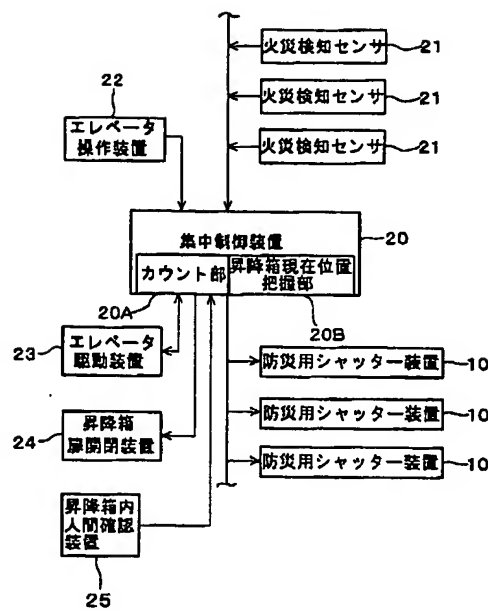 火災検知センサ
21
22
火災検知センサ
21
エレベータ
操作装置
火災検知センサ
21
集中制御装置
20
カウント部
昇降箱現在位置
把握部
20A
20B
23
エレベータ
駆動装置
防災用シャッター装置
10
24
昇降箱
扉開閉装置
防災用シャッター装置
10
防災用シャッター装置
10
昇降箱内
人間確認
装置
25